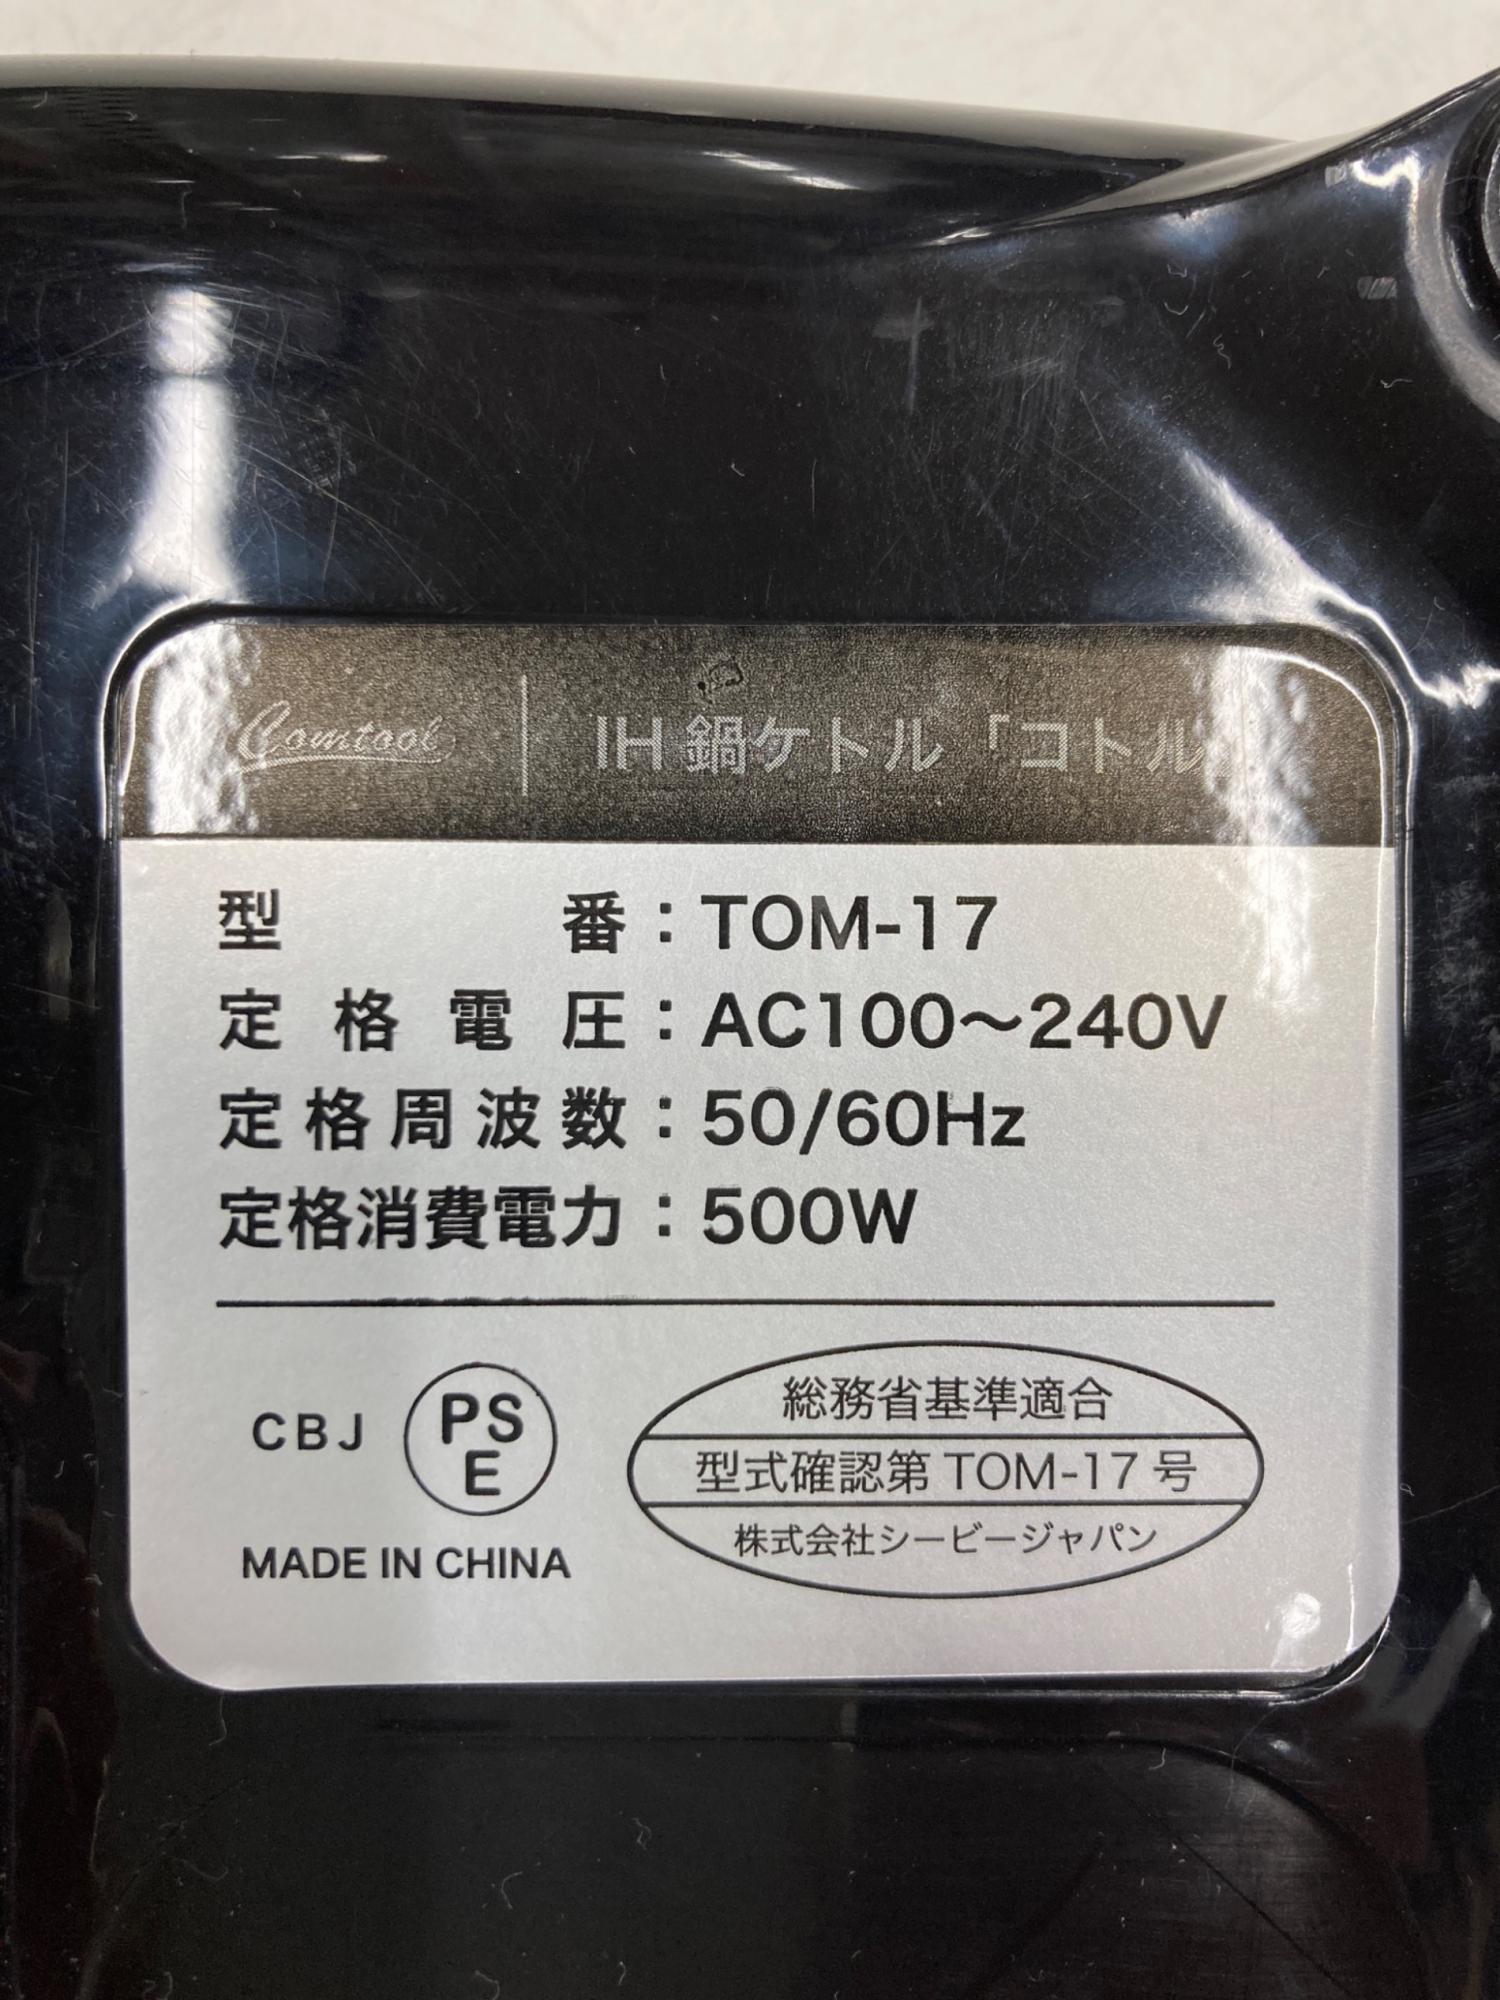 Comtool IH 鍋ケトル 「コトル」
型番：TOM-17
定格電圧：AC100〜240V
定格周波数：50/60Hz
定格消費電力：500W
CBJ PSE
MADE IN CHINA
総務省基準適合
型式確認第 TOM-17 号
株式会社シービージャパン